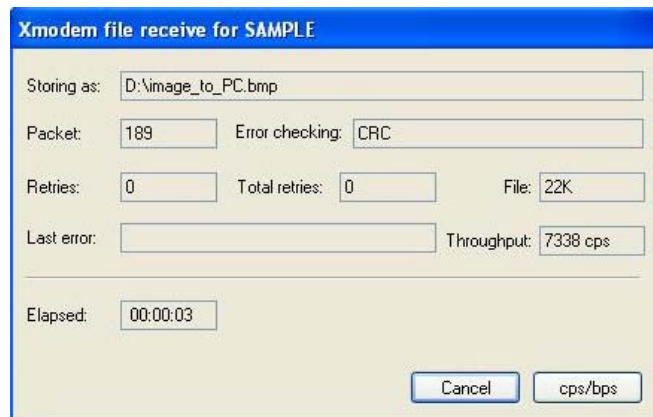 Xmodem file receive for SAMPLE
Storing as: D:\image_to_PC.bmp
Packet: 189 Error checking: CRC
Retries: 0 Total retries: 0 File: 22K
Last error: Throughput: 7338 cps
Elapsed: 00:00:03
Cancel cps/bps